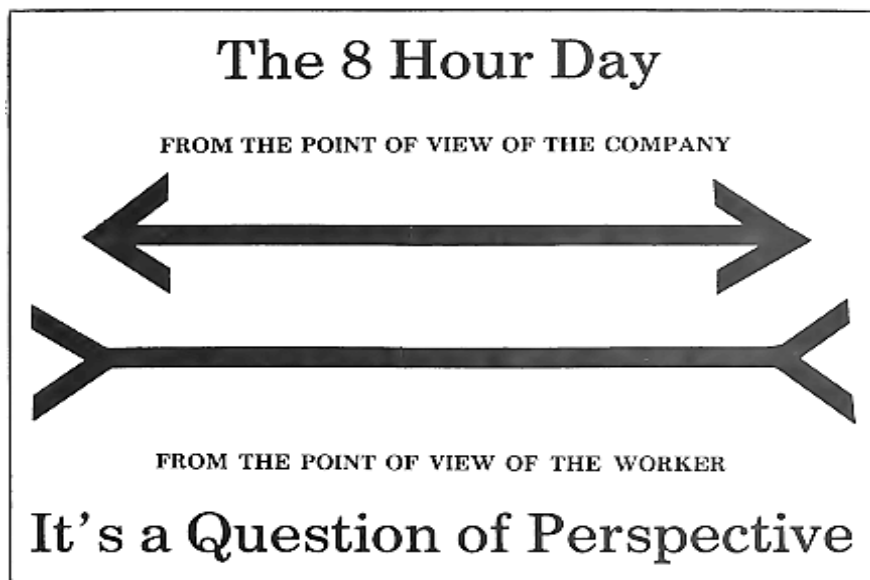 The 8 Hour Day
FROM THE POINT OF VIEW OF THE COMPANY
FROM THE POINT OF VIEW OF THE WORKER
It's a Question of Perspective